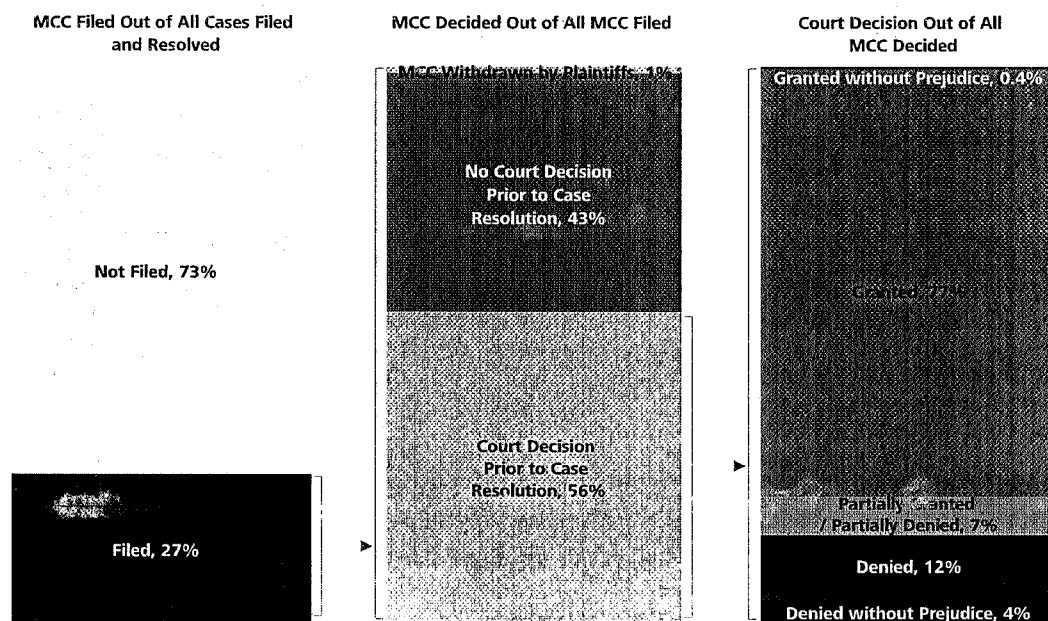 MCC Filed Out of All Cases Filed
and Resolved
Not Filed, 73%
Filed, 27%
MCC Decided Out of All MCC Filed
MCC Withdrawn by Plaintiffs, 1%
No Court Decision
Prior to Case
Resolution, 43%
Court Decision
Prior to Case
Resolution, 56%
Court Decision Out of All
MCC Decided
Granted without Prejudice, 0.4%
Granted, 77%
Partially Granted
/ Partially Denied, 7%
Denied, 12%
Denied without Prejudice, 4%